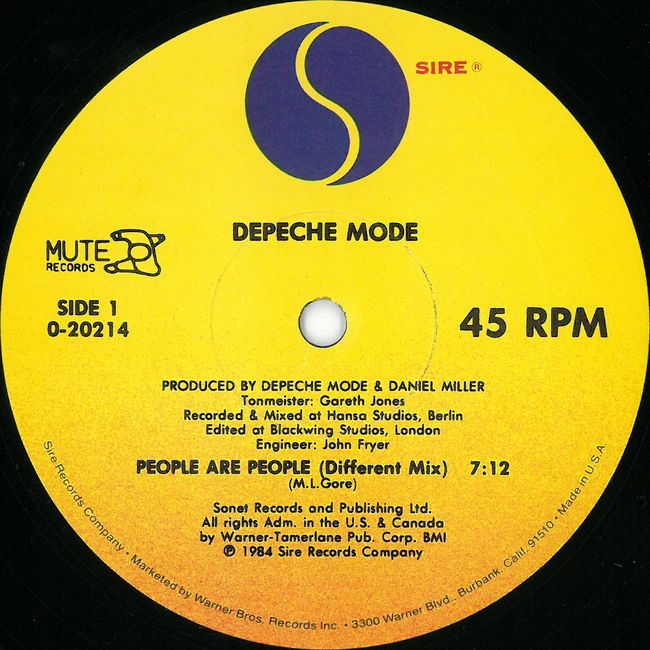 SIRE ®
DEPECHE MODE
MUTE
RECORDS
SIDE 1
0-20214
45 RPM
PRODUCED BY DEPECHE MODE & DANIEL MILLER
Tonmeister: Gareth Jones
Recorded & Mixed at Hansa Studios, Berlin
Edited at Blackwing Studios, London
Engineer: John Fryer
PEOPLE ARE PEOPLE (Different Mix) 7:12
(M.L.Gore)
Sonet Records and Publishing Ltd.
All rights Adm. in the U.S. & Canada
by Warner-Tamerlane Pub. Corp. BMI
℗ 1984 Sire Records Company
Sire Records Company • Marketed by Warner Bros. Records Inc. • 3300 Warner Blvd., Burbank, Calif. 91510 • Made in U.S.A.